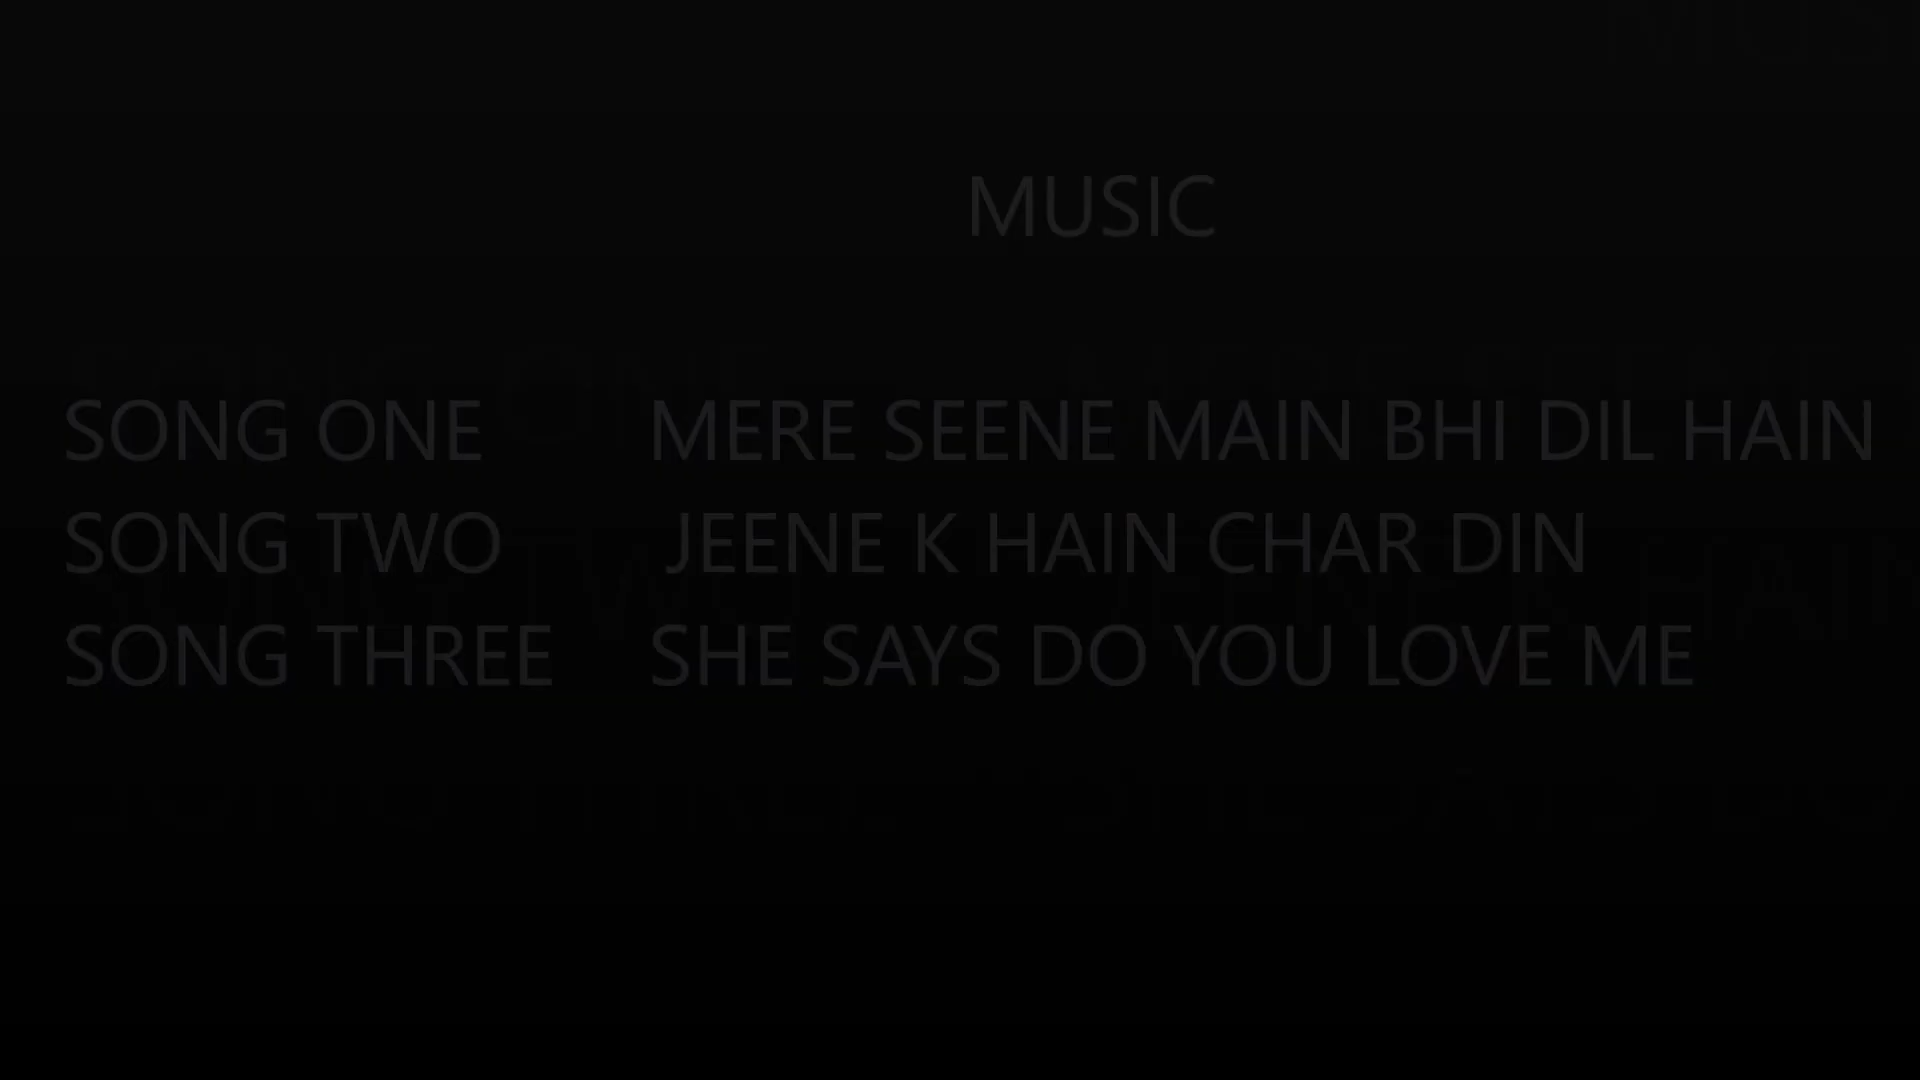 MUSIC
SONG ONE MERE SEENE MAIN BHI DIL HAIN
SONG TWO JEENE K HAIN CHAR DIN
SONG THREE SHE SAYS DO YOU LOVE ME